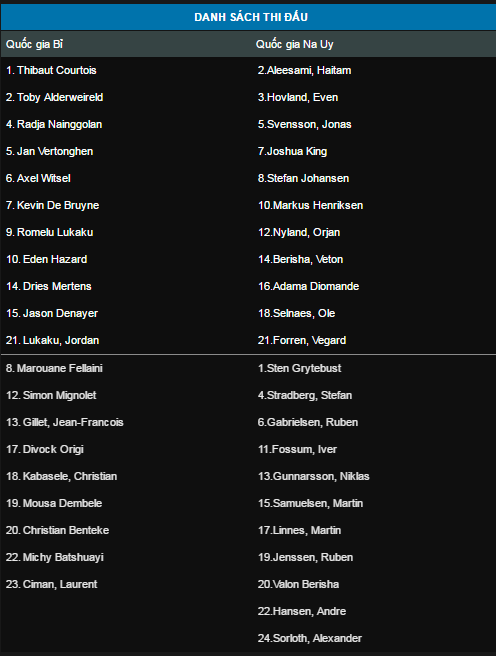 DANH SÁCH THI ĐẤU
Quốc gia Bỉ Quốc gia Na Uy
1. Thibaut Courtois 2.Aleesami, Haitam
2. Toby Alderweireld 3.Hovland, Even
4. Radja Nainggolan 5.Svensson, Jonas
5. Jan Vertonghen 7.Joshua King
6. Axel Witsel 8.Stefan Johansen
7. Kevin De Bruyne 10.Markus Henriksen
9. Romelu Lukaku 12.Nyland, Orjan
10. Eden Hazard 14.Berisha, Veton
14. Dries Mertens 16.Adama Diomande
15. Jason Denayer 18.Selnaes, Ole
21. Lukaku, Jordan 21.Forren, Vegard
8. Marouane Fellaini 1.Sten Grytebust
12. Simon Mignolet 4.Stradberg, Stefan
13. Gillet, Jean-Francois 6.Gabrielsen, Ruben
17. Divock Origi 11.Fossum, Iver
18. Kabasele, Christian 13.Gunnarsson, Niklas
19. Mousa Dembele 15.Samuelsen, Martin
20. Christian Benteke 17.Linnes, Martin
22. Michy Batshuayi 19.Jenssen, Ruben
23. Ciman, Laurent 20.Valon Berisha
22.Hansen, Andre
24.Sorloth, Alexander